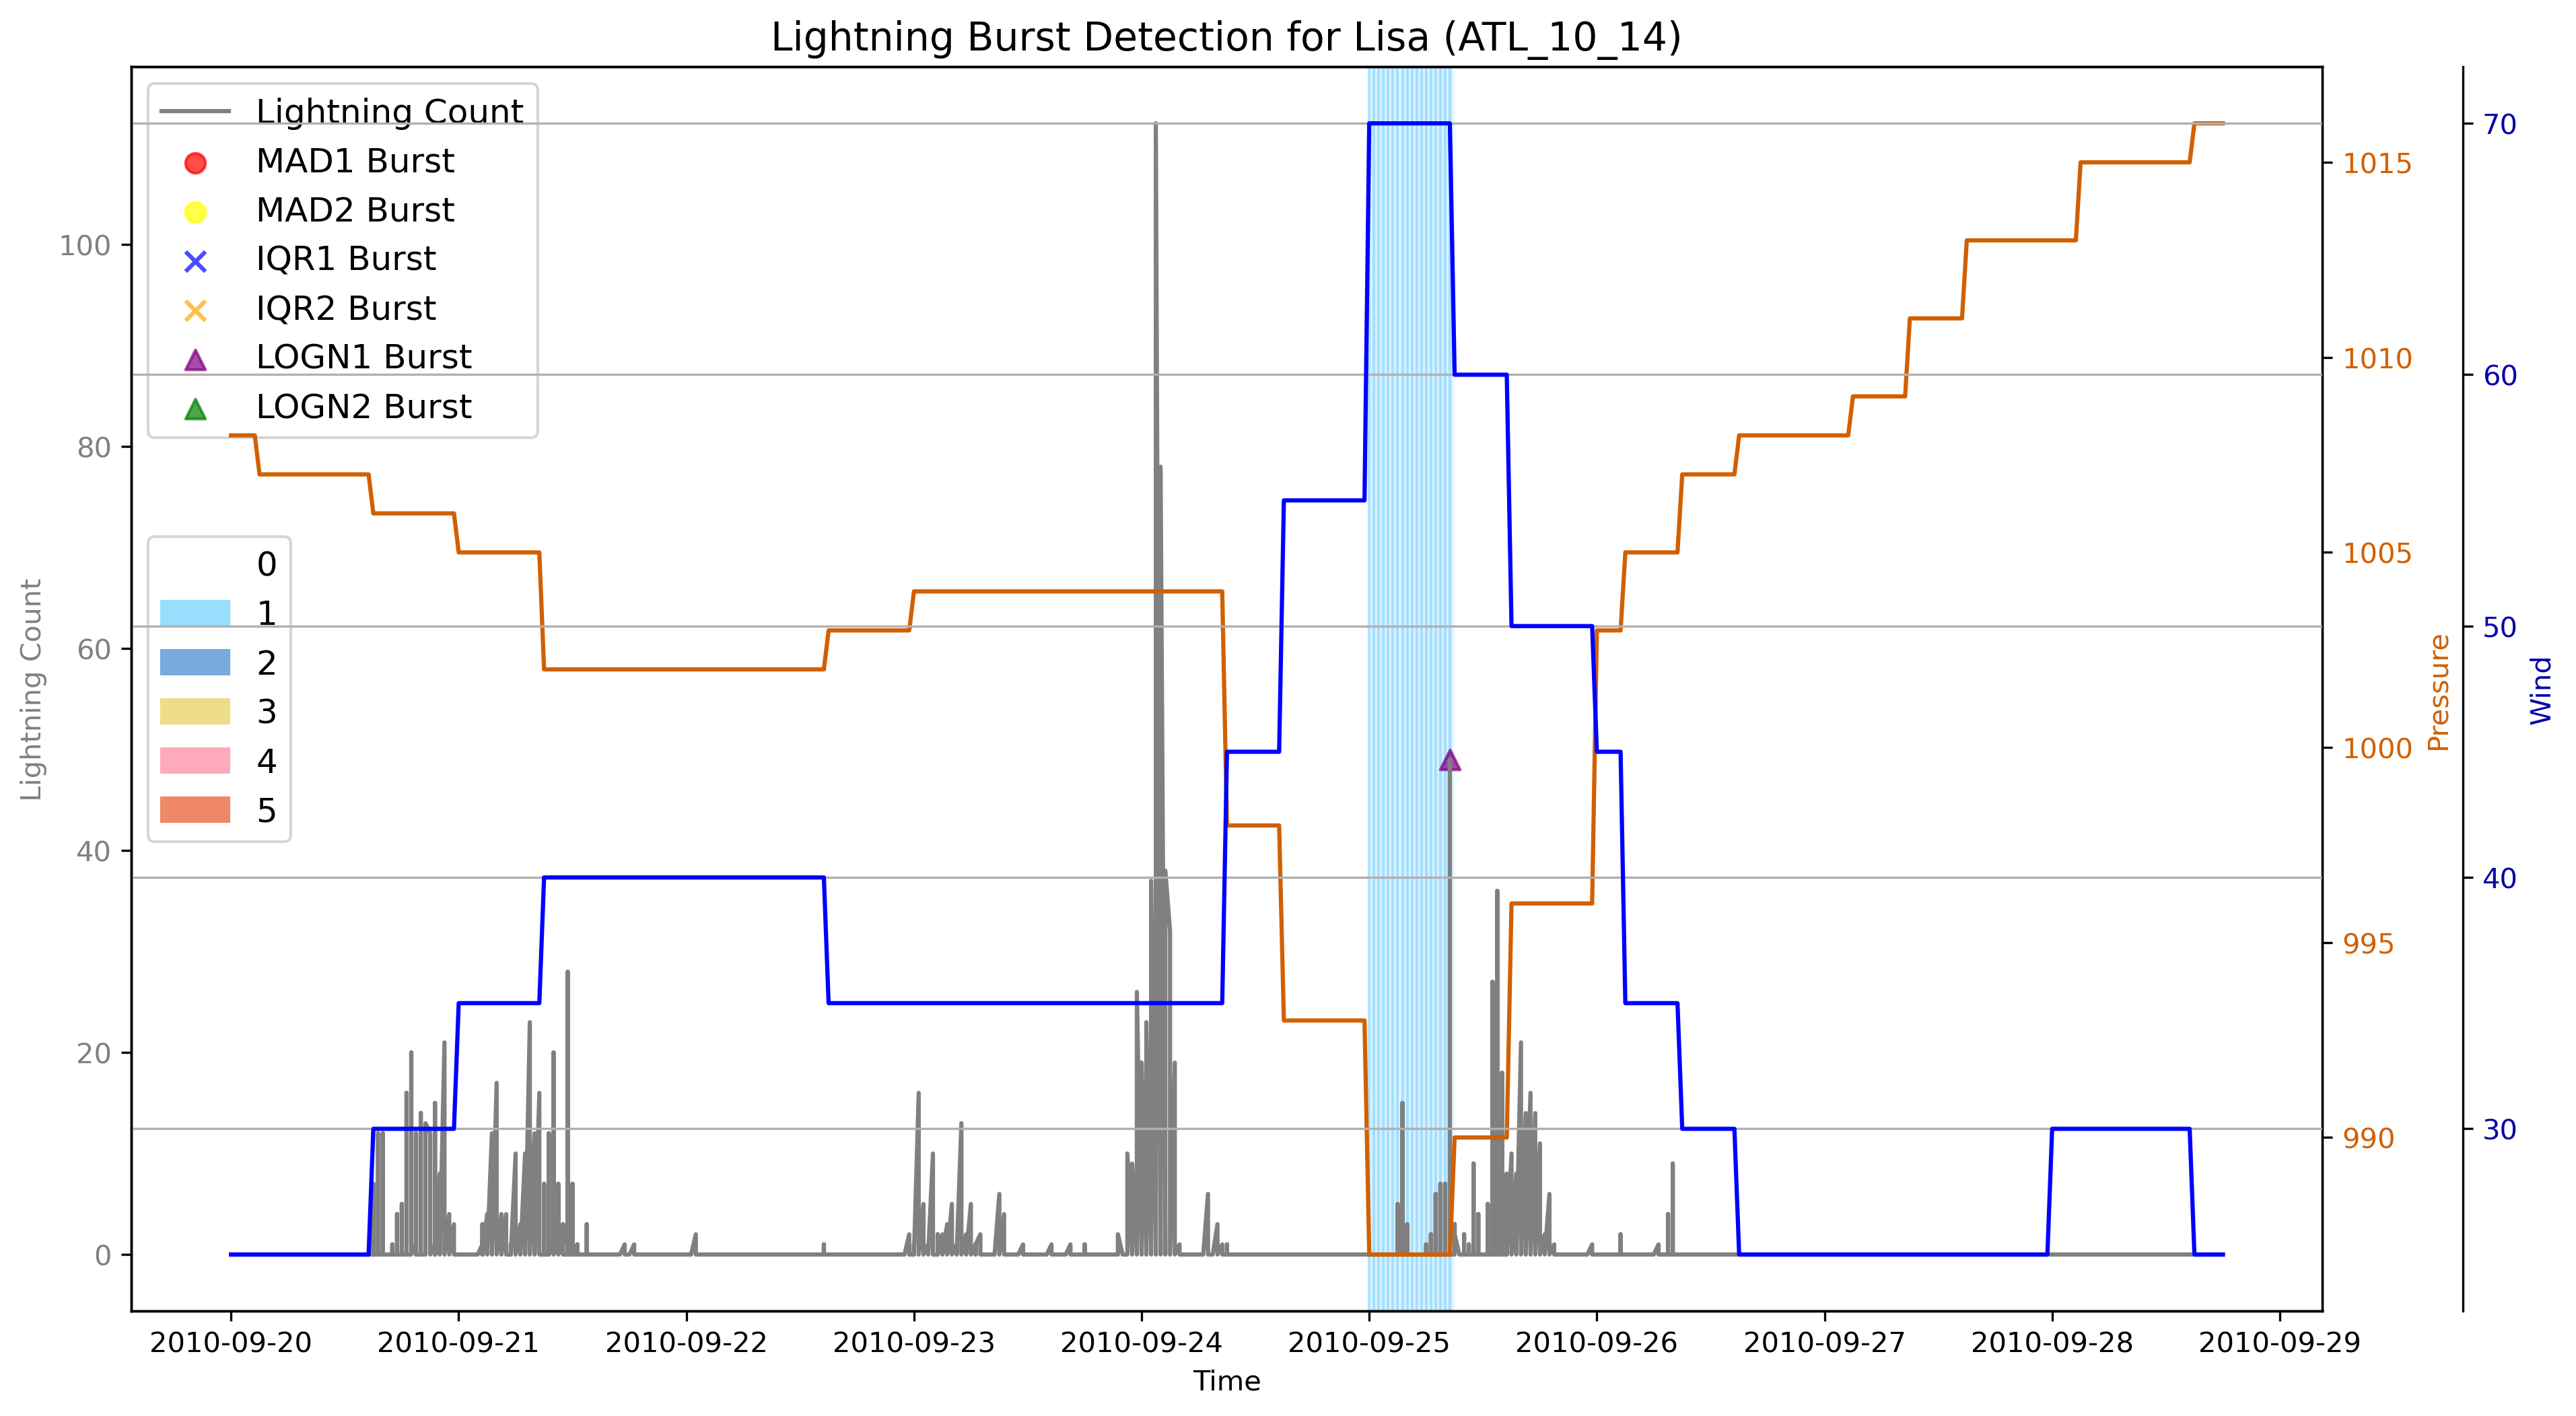 Lightning Burst Detection for Lisa (ATL_10_14)
Lightning Count
MAD1 Burst
MAD2 Burst
IQR1 Burst
IQR2 Burst
LOGN1 Burst
LOGN2 Burst
0
1
2
3
4
5
Lightning Count
100
80
60
40
20
0
1015
1010
1005
1000
995
990
Pressure
70
60
50
40
30
Wind
2010-09-20
2010-09-21
2010-09-22
2010-09-23
2010-09-24
2010-09-25
2010-09-26
2010-09-27
2010-09-28
2010-09-29
Time